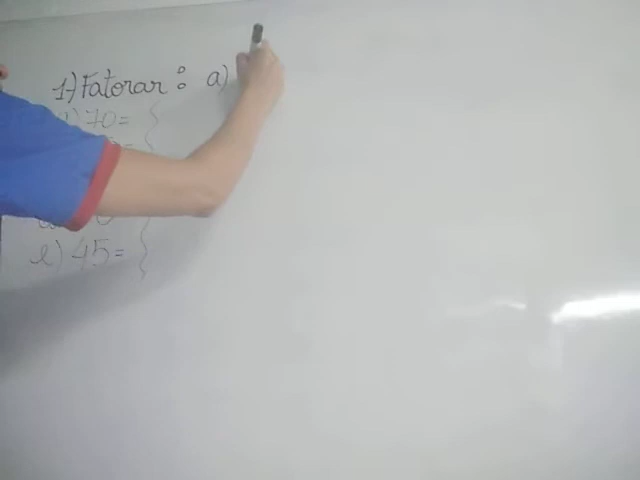 1) Fatorar: a)
a) 70=
e) 45=